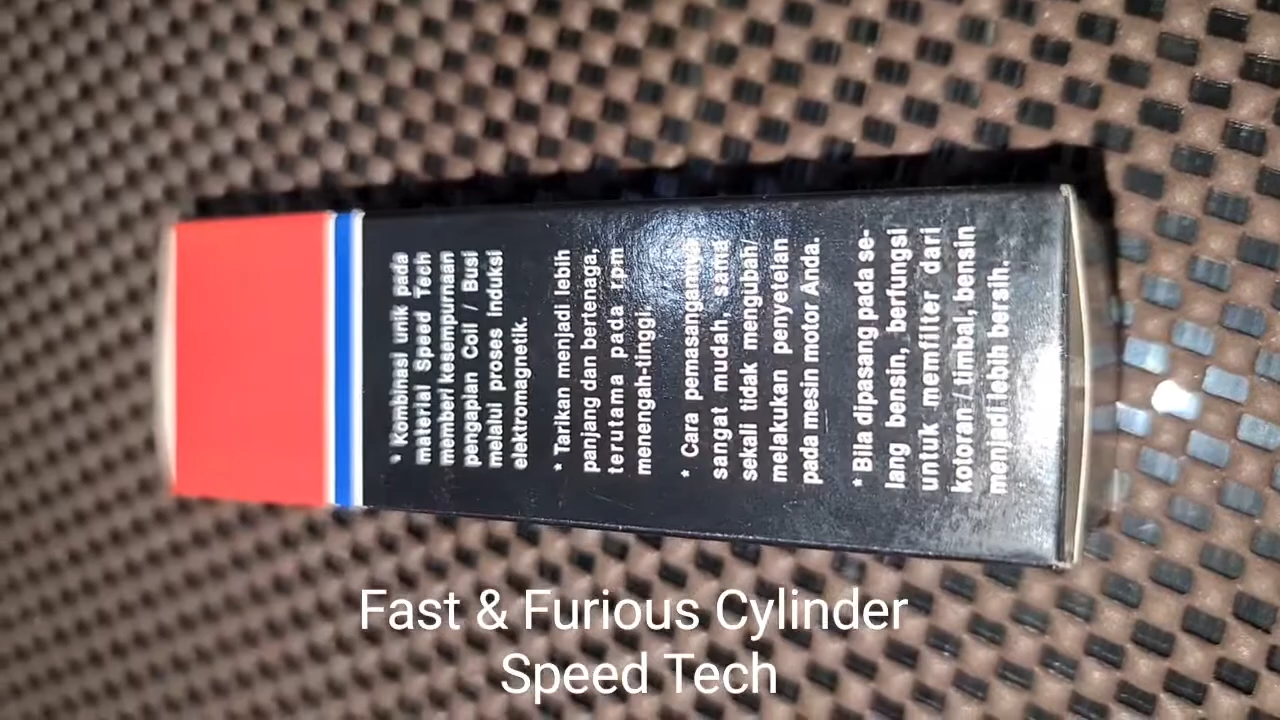 * Kombinasi unik pada
material Speed Tech
memberi kesempurnaan
pengapian Coil / Busi
melalui proses induksi
elektromagnetik.
* Tarikan menjadi lebih
panjang dan bertenaga,
terutama pada rpm
menengah-tinggi.
* Cara pemasangannya
sangat mudah, sama
sekali tidak mengubah/
melakukan penyetelan
pada mesin motor Anda.
* Bila dipasang pada se-
lang bensin, berfungsi
untuk memfilter dari
kotoran / timbal, bensin
menjadi lebih bersih.
Fast & Furious Cylinder
Speed Tech